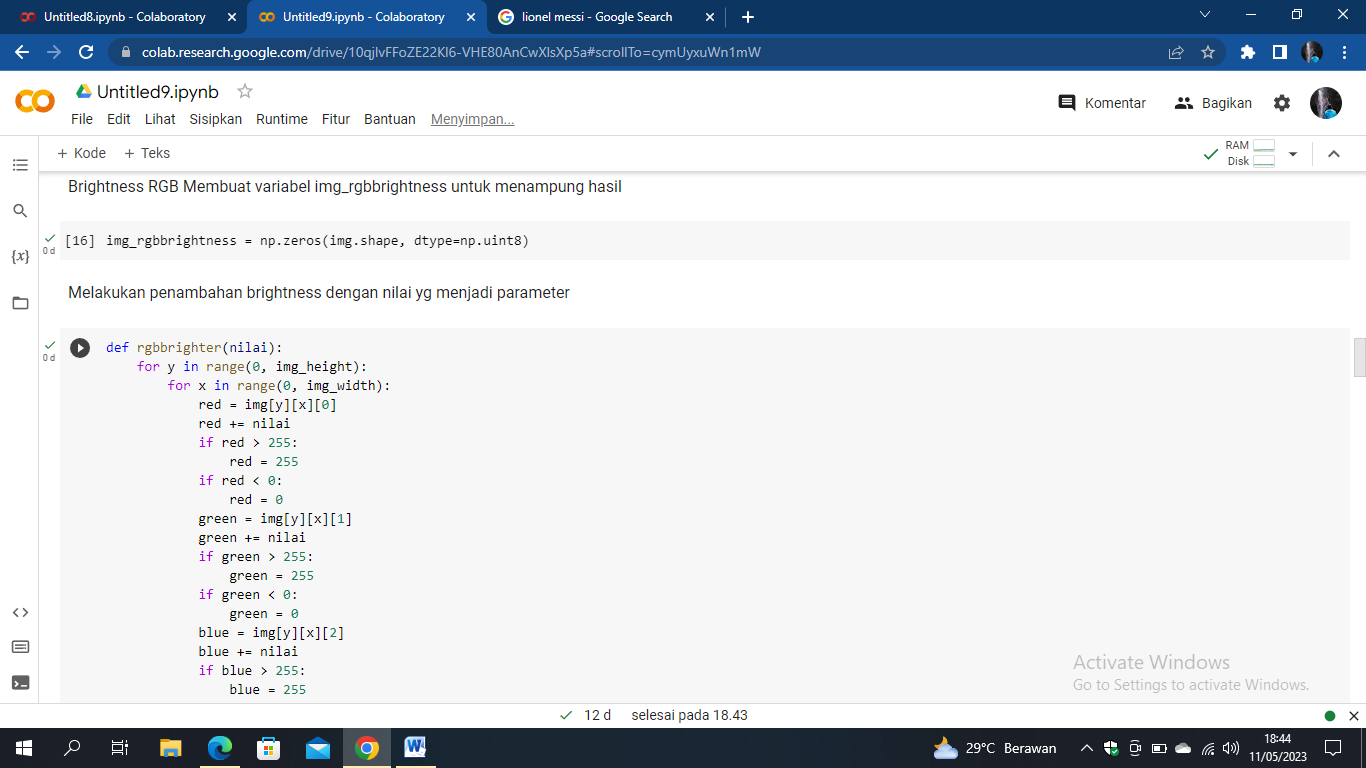 Untitled8.ipynb - Colaboratory
Untitled9.ipynb - Colaboratory
lionel messi - Google Search
colab.research.google.com/drive/10qjlvFFoZE22Kl6-VHE80AnCwXlsXp5a#scrollTo=cymUyxuWn1mW
Untitled9.ipynb
Komentar
Bagikan
File Edit Lihat Sisipkan Runtime Fitur Bantuan Menyimpan...
+ Kode + Teks
RAM
Disk
Brightness RGB Membuat variabel img_rgbbrightness untuk menampung hasil
0 d
[16] img_rgbbrightness = np.zeros(img.shape, dtype=np.uint8)
{x}
Melakukan penambahan brightness dengan nilai yg menjadi parameter
0 d
def rgbbrighter(nilai):
    for y in range(0, img_height):
        for x in range(0, img_width):
            red = img[y][x][0]
            red += nilai
            if red > 255:
                red = 255
            if red < 0:
                red = 0
            green = img[y][x][1]
            green += nilai
            if green > 255:
                green = 255
            if green < 0:
                green = 0
            blue = img[y][x][2]
            blue += nilai
            if blue > 255:
                blue = 255
Activate Windows
Go to Settings to activate Windows.
12 d selesai pada 18.43
29°C Berawan
18:44
11/05/2023